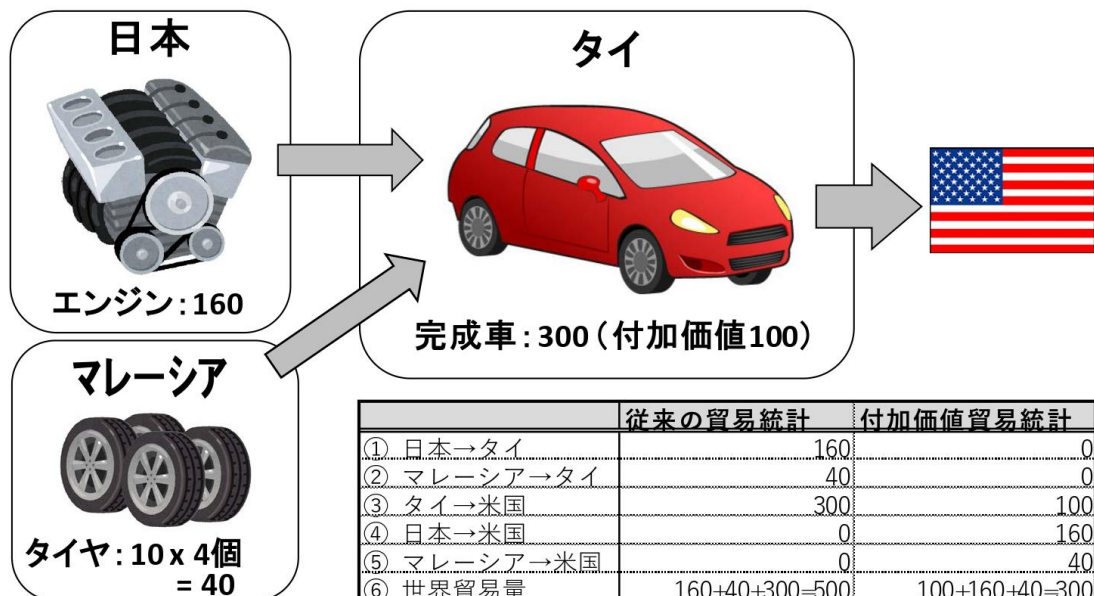 日本
エンジン：160
マレーシア
タイヤ：10 x 4個
= 40
タイ
完成車：300（付加価値100）
従来の貿易統計 付加価値貿易統計
① 日本→タイ 160 0
② マレーシア→タイ 40 0
③ タイ→米国 300 100
④ 日本→米国 0 160
⑤ マレーシア→米国 0 40
⑥ 世界貿易量 160+40+300=500 100+160+40=300